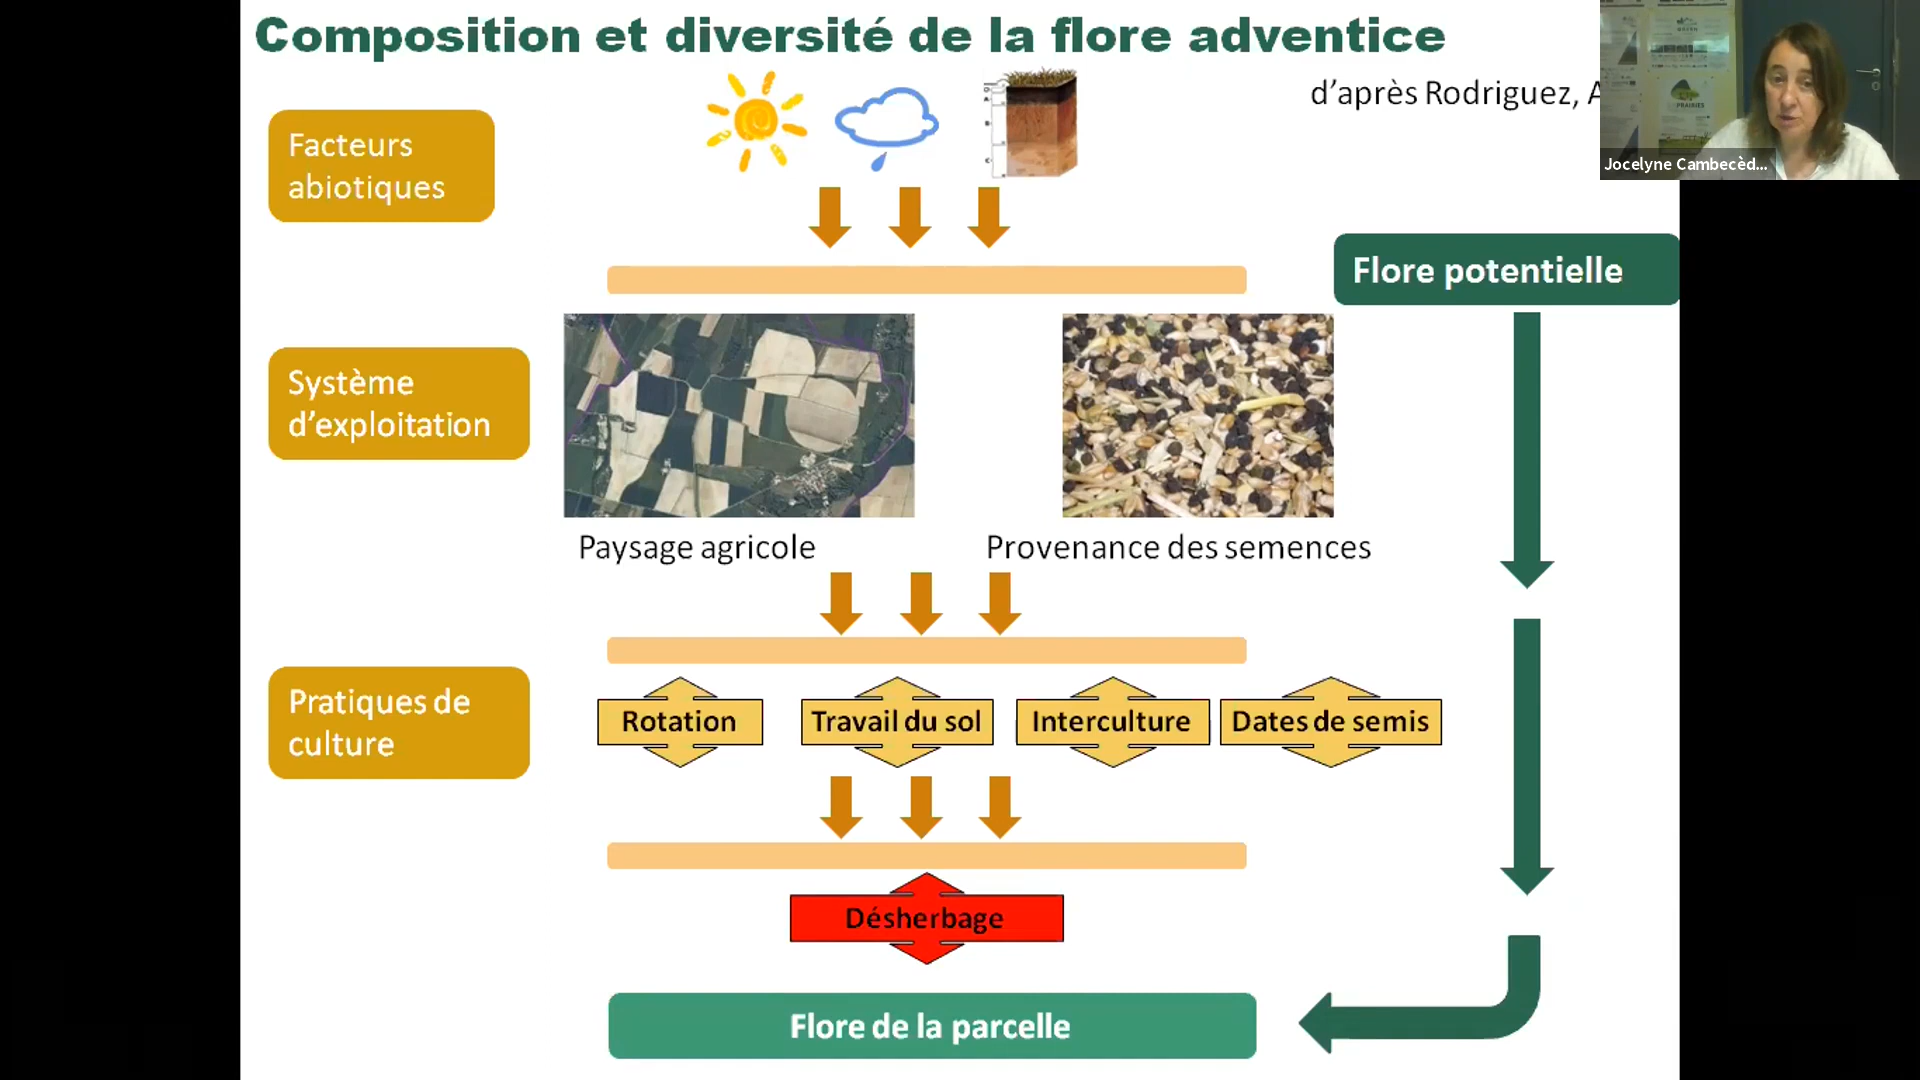 Composition et diversité de la flore adventice
d'après Rodriguez, A
Jocelyne Cambecèd...
Facteurs
abiotiques
Flore potentielle
Système
d'exploitation
Paysage agricole
Provenance des semences
Pratiques de
culture
Rotation
Travail du sol
Interculture
Dates de semis
Désherbage
Flore de la parcelle